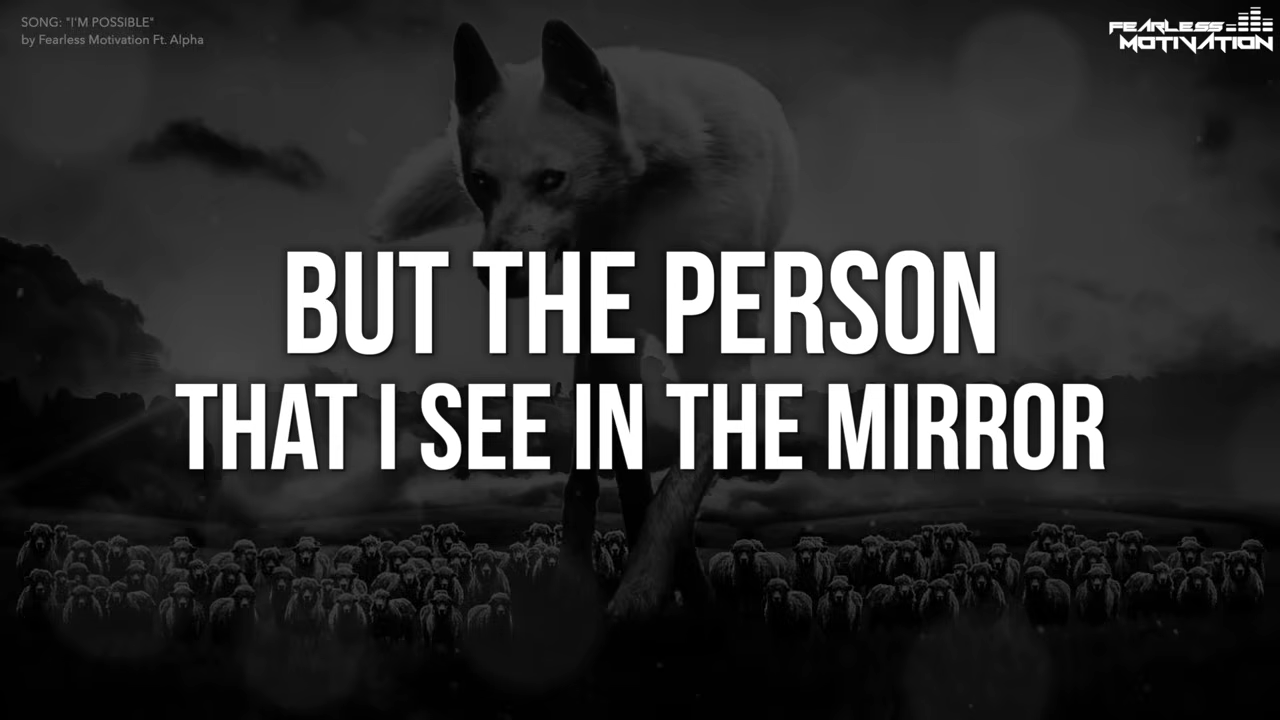 SONG: "I'M POSSIBLE"
by Fearless Motivation Ft. Alpha
FEARLESS
MOTIVATION
BUT THE PERSON
THAT I SEE IN THE MIRROR